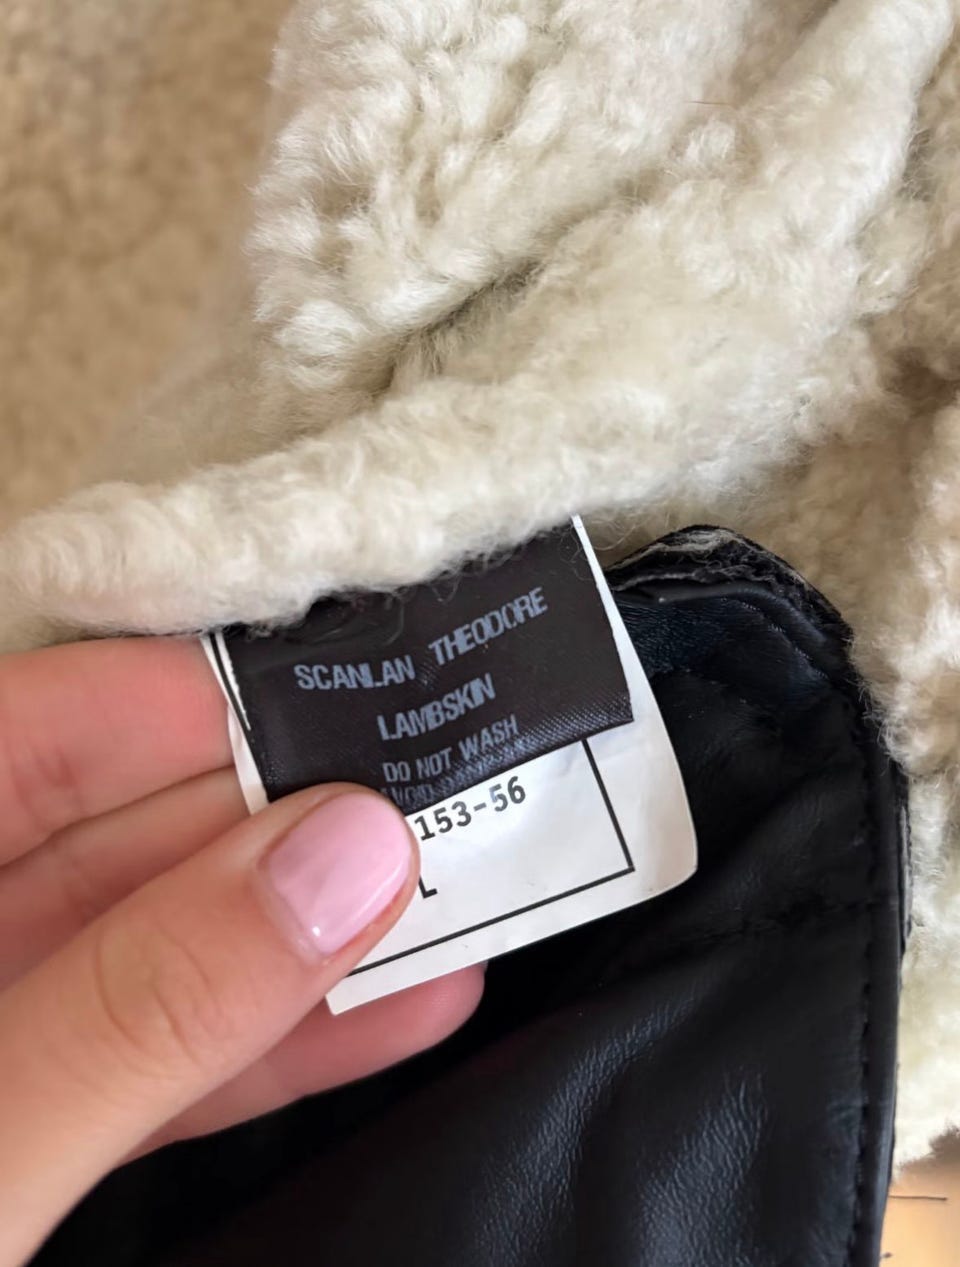 SCANLAN THEODORE
LAMBSKIN
DO NOT WASH
153-56
L